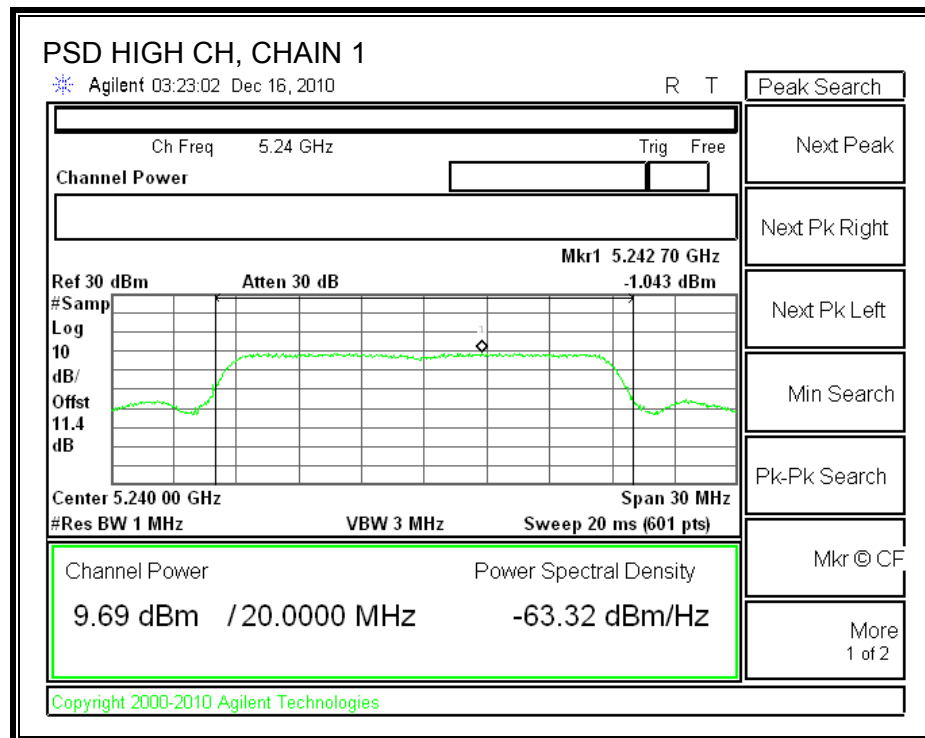 PSD HIGH CH, CHAIN 1
Agilent 03:23:02 Dec 16, 2010 R T
Peak Search
Ch Freq 5.24 GHz Trig Free
Channel Power
Mkr1 5.242 70 GHz
Ref 30 dBm Atten 30 dB -1.043 dBm
#Samp
Log
10
dB/
Offst
11.4
dB
1
Center 5.240 00 GHz Span 30 MHz
#Res BW 1 MHz VBW 3 MHz Sweep 20 ms (601 pts)
Channel Power Power Spectral Density
9.69 dBm / 20.0000 MHz -63.32 dBm/Hz
Next Peak
Next Pk Right
Next Pk Left
Min Search
Pk-Pk Search
Mkr © CF
More
1 of 2
Copyright 2000-2010 Agilent Technologies